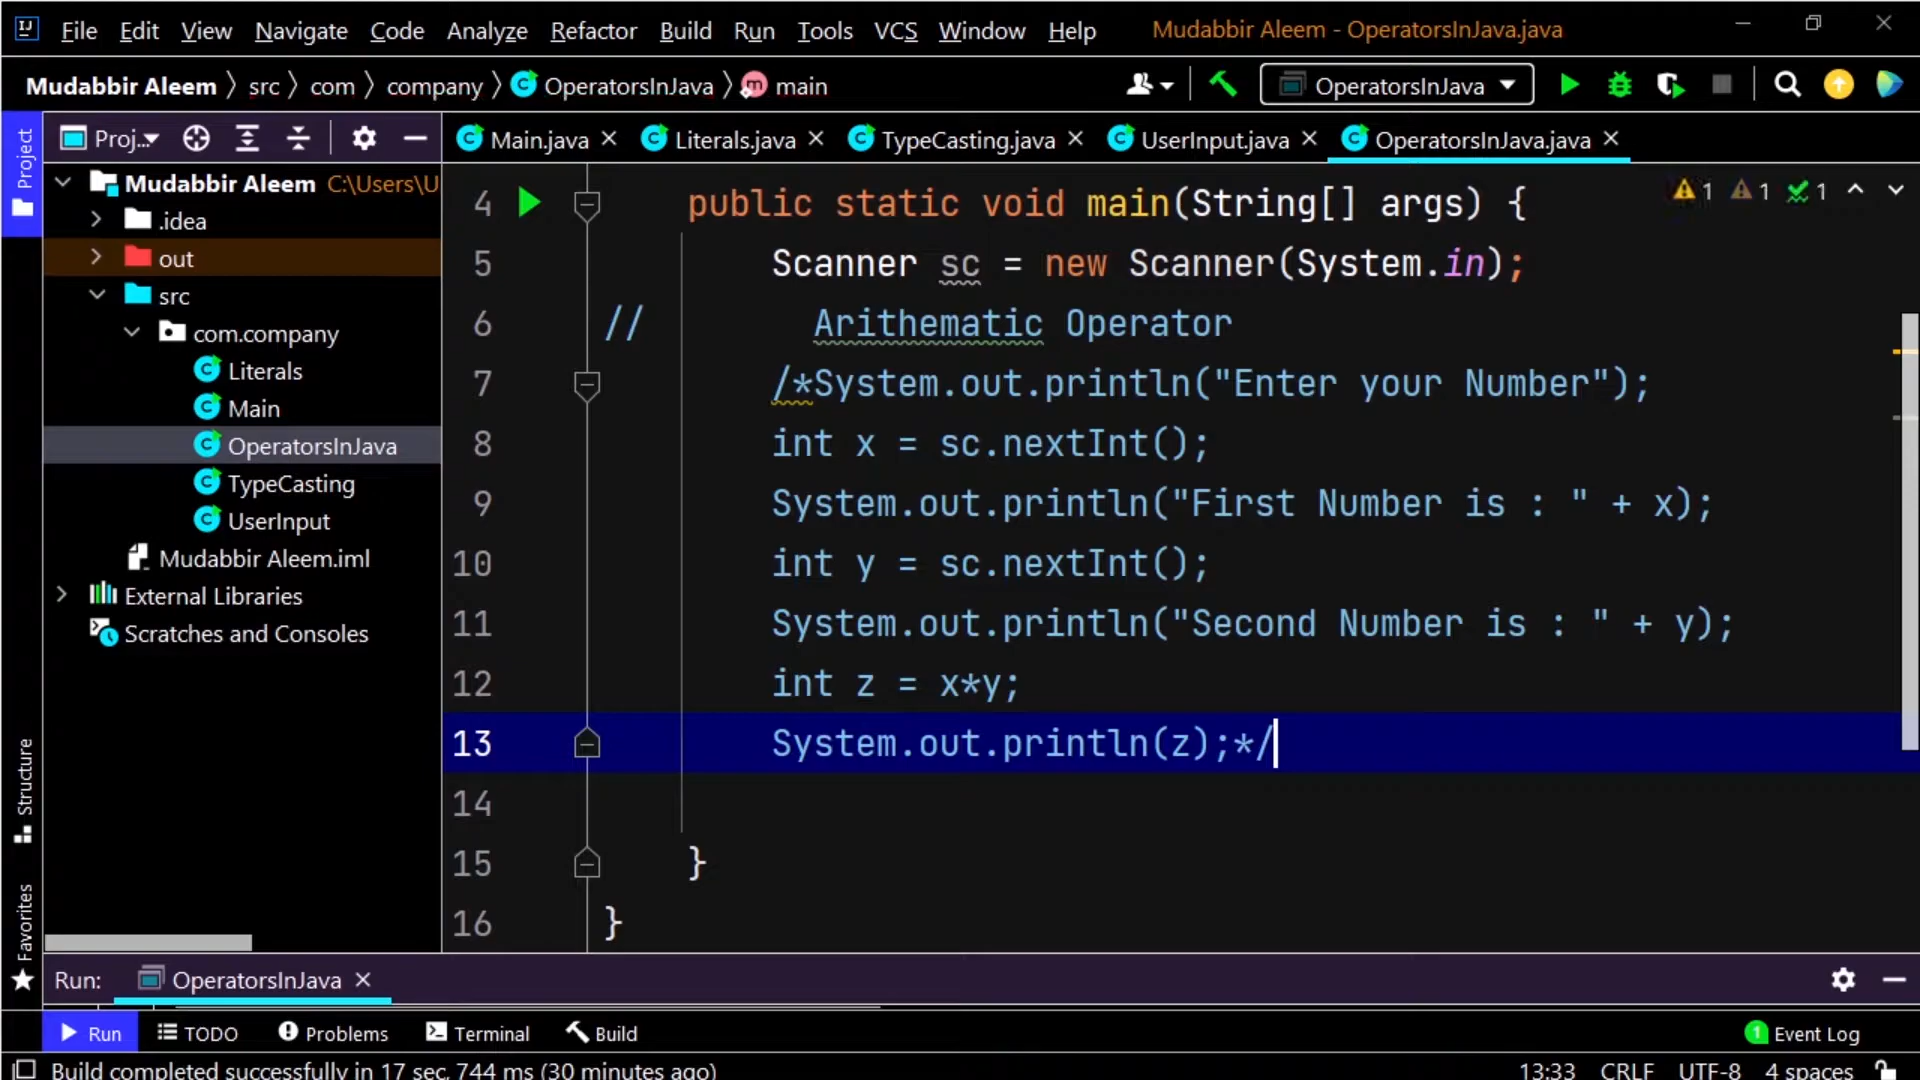 File Edit View Navigate Code Analyze Refactor Build Run Tools VCS Window Help Mudabbir Aleem - OperatorsInJava.java
Mudabbir Aleem src com company OperatorsInJava main OperatorsInJava
Project
Proj...
Main.java Literals.java TypeCasting.java UserInput.java OperatorsInJava.java
Mudabbir Aleem C:\Users\U
.idea
out
src
com.company
Literals
Main
OperatorsInJava
TypeCasting
UserInput
Mudabbir Aleem.iml
External Libraries
Scratches and Consoles
Structure
Favorites
1 1 1
4 public static void main(String[] args) {
5 Scanner sc = new Scanner(System.in);
6 // Arithematic Operator
7 /*System.out.println("Enter your Number");
8 int x = sc.nextInt();
9 System.out.println("First Number is : " + x);
10 int y = sc.nextInt();
11 System.out.println("Second Number is : " + y);
12 int z = x*y;
13 System.out.println(z);*/
14
15 }
16 }
Run: OperatorsInJava
Run TODO Problems Terminal Build 1 Event Log
Build completed successfully in 17 sec, 744 ms (30 minutes ago) 13:33 CRLF UTF-8 4 spaces